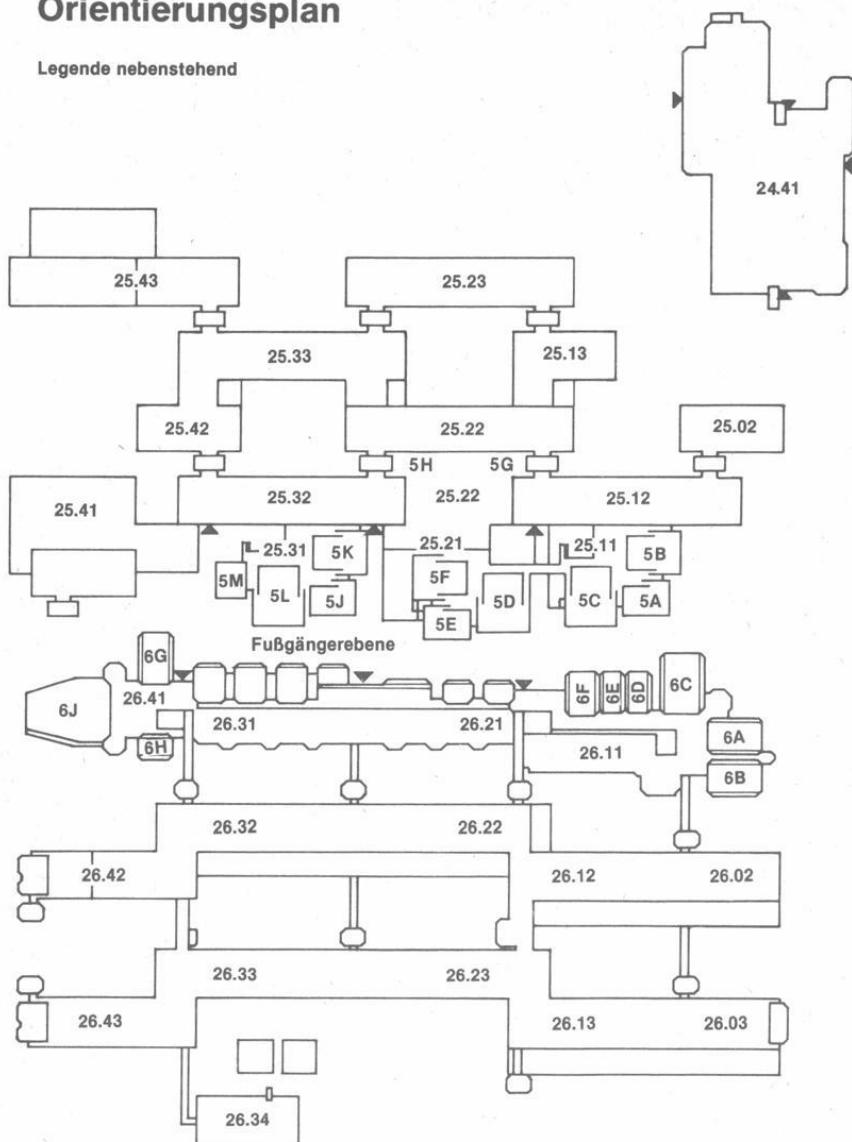 Orientierungsplan
Legende nebenstehend
24.41
25.43
25.23
25.33
25.13
25.42
25.22
25.02
5H
5G
25.41
25.32
25.22
25.12
25.31
5K
25.21
25.11
5B
5M
5L
5J
5F
5E
5D
5C
5A
Fußgängerebene
6G
6J
26.41
6H
26.31
26.21
6F
6E
6D
6C
6A
6B
26.11
26.32
26.22
26.42
26.12
26.02
26.33
26.23
26.43
26.13
26.03
26.34